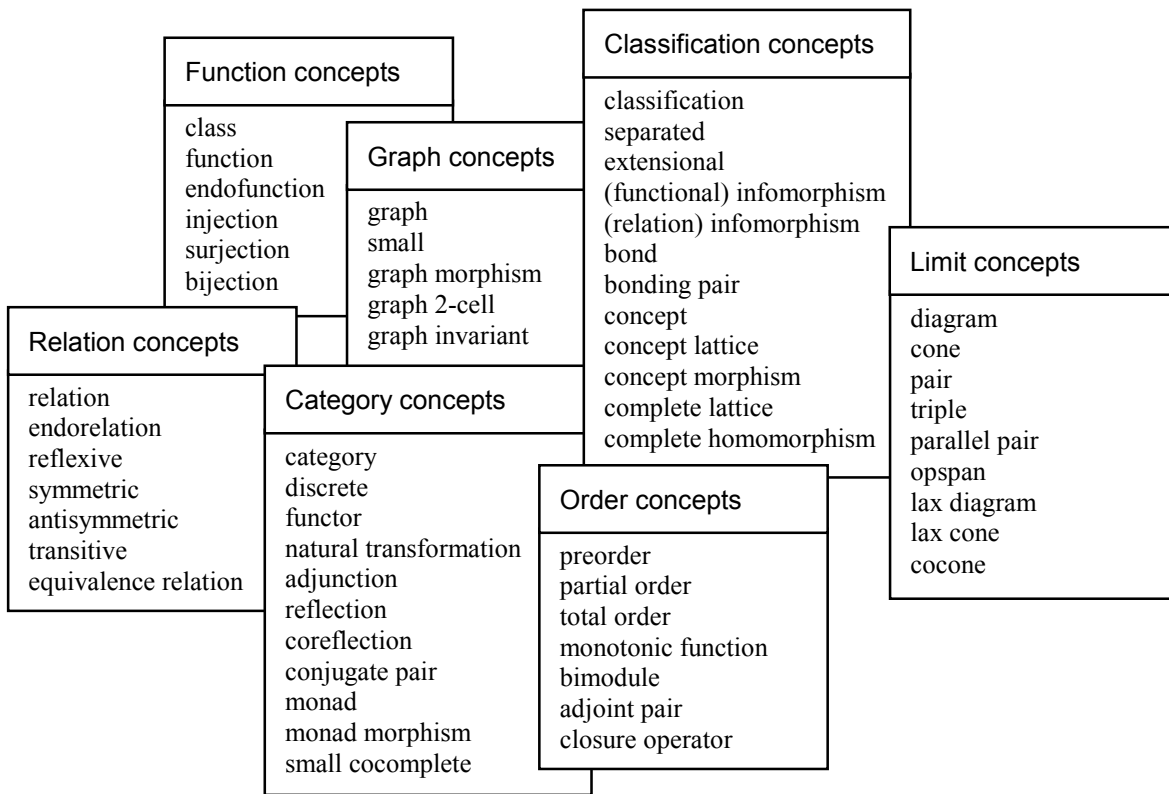 Function concepts
class
function
endofunction
injection
surjection
bijection
Graph concepts
graph
small
graph morphism
graph 2-cell
graph invariant
Classification concepts
classification
separated
extensional
(functional) infomorphism
(relation) infomorphism
bond
bonding pair
concept
concept lattice
concept morphism
complete lattice
complete homomorphism
Limit concepts
diagram
cone
pair
triple
parallel pair
opspan
lax diagram
lax cone
cocone
Relation concepts
relation
endorelation
reflexive
symmetric
antisymmetric
transitive
equivalence relation
Category concepts
category
discrete
functor
natural transformation
adjunction
reflection
coreflection
conjugate pair
monad
monad morphism
small cocomplete
Order concepts
preorder
partial order
total order
monotonic function
bimodule
adjoint pair
closure operator